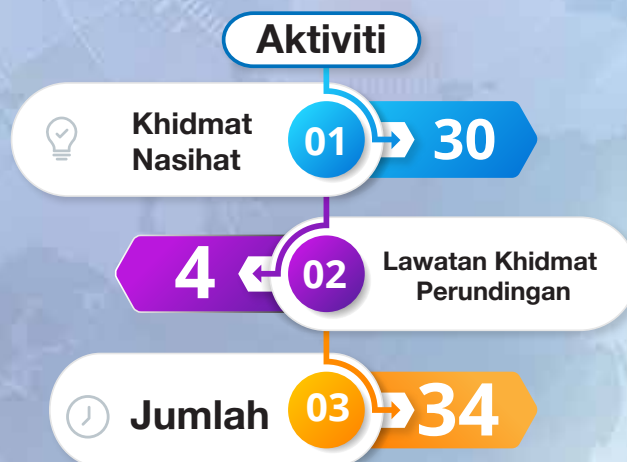 Aktiviti
Khidmat
Nasihat
01
30
4
02
Lawatan Khidmat
Perundingan
Jumlah
03
34